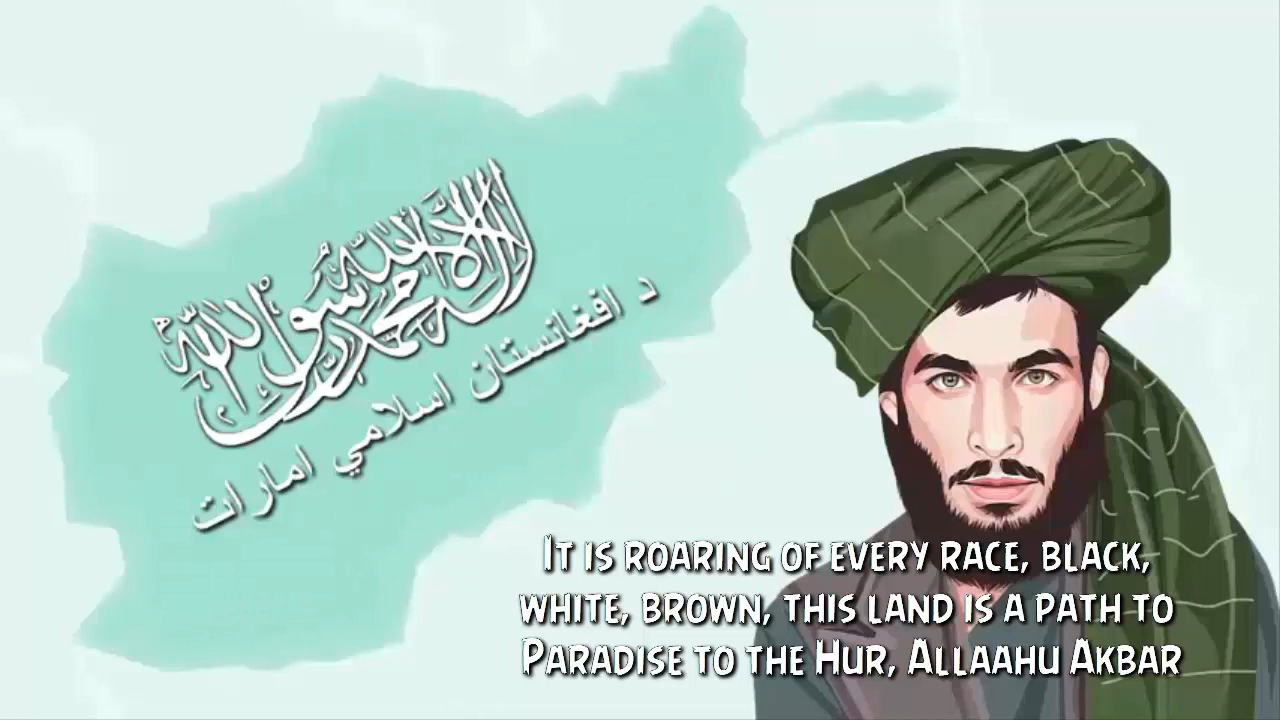 لا إله إلا الله محمد رسول الله
د افغانستان اسلامي امارات
It is roaring of every race, black,
white, brown, this land is a path to
Paradise to the Hur, Allaahu Akbar